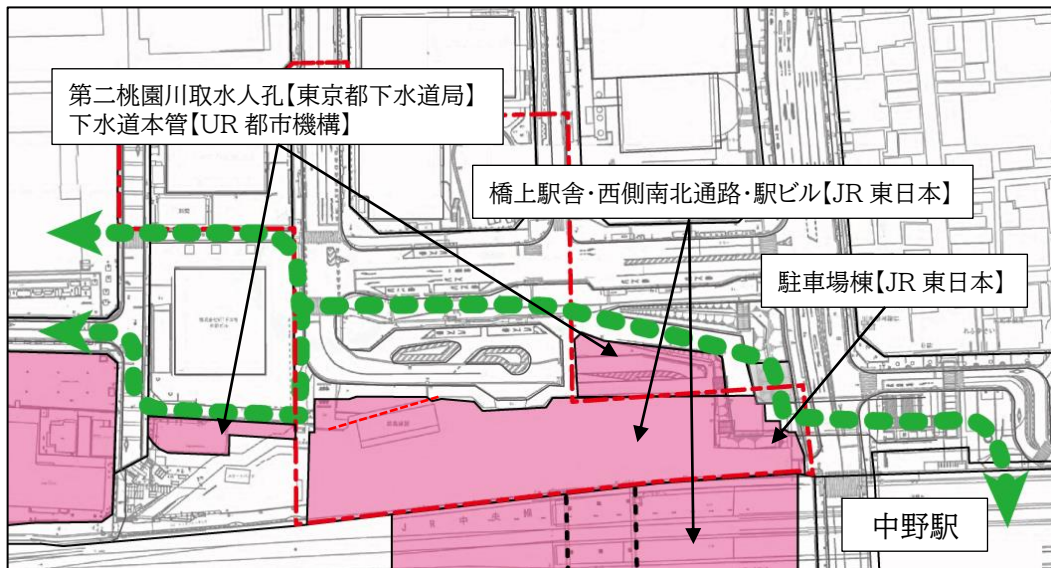 第二桃園川取水人孔【東京都下水道局】
下水道本管【UR 都市機構】
橋上駅舎・西側南北通路・駅ビル【JR 東日本】
駐車場棟【JR 東日本】
中野駅